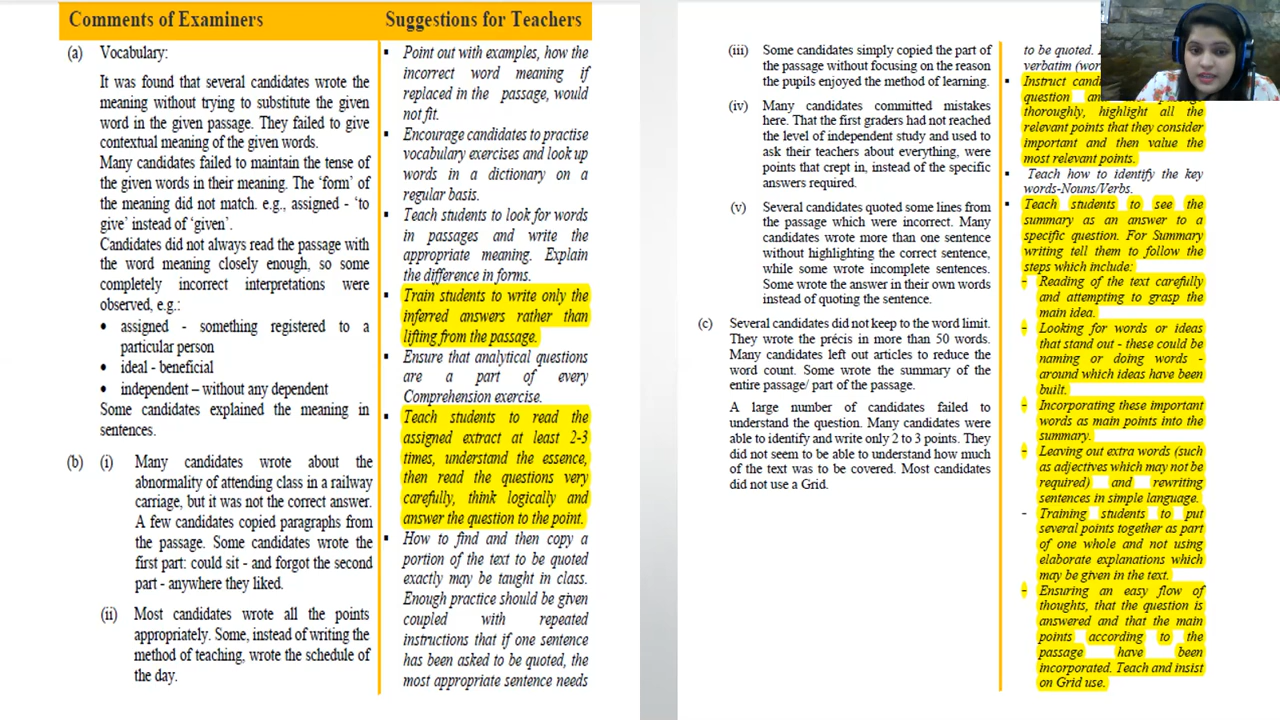 Comments of Examiners
Suggestions for Teachers
(a) Vocabulary:
It was found that several candidates wrote the
meaning without trying to substitute the given
word in the given passage. They failed to give
contextual meaning of the given words.
Many candidates failed to maintain the tense of
the given words in their meaning. The ‘form’ of
the meaning did not match. e.g., assigned - ‘to
give’ instead of ‘given’.
Candidates did not always read the passage with
the word meaning closely enough, so some
completely incorrect interpretations were
observed, e.g.:
• assigned - something registered to a
particular person
• ideal - beneficial
• independent – without any dependent
Some candidates explained the meaning in
sentences.
(b) (i) Many candidates wrote about the
abnormality of attending class in a railway
carriage, but it was not the correct answer.
A few candidates copied paragraphs from
the passage. Some candidates wrote the
first part: could sit - and forgot the second
part - anywhere they liked.
(ii) Most candidates wrote all the points
appropriately. Some, instead of writing the
method of teaching, wrote the schedule of
the day.
▪ Point out with examples, how the
incorrect word meaning if
replaced in the passage, would
not fit.
▪ Encourage candidates to practise
vocabulary exercises and look up
words in a dictionary on a
regular basis.
▪ Teach students to look for words
in passages and write the
appropriate meaning. Explain
the difference in forms.
▪ Train students to write only the
inferred answers rather than
lifting from the passage.
▪ Ensure that analytical questions
are a part of every
Comprehension exercise.
▪ Teach students to read the
assigned extract at least 2-3
times, understand the essence,
then read the questions very
carefully, think logically and
answer the question to the point.
▪ How to find and then copy a
portion of the text to be quoted
exactly may be taught in class.
Enough practice should be given
coupled with repeated
instructions that if one sentence
has been asked to be quoted, the
most appropriate sentence needs
(iii) Some candidates simply copied the part of
the passage without focusing on the reason
the pupils enjoyed the method of learning.
(iv) Many candidates committed mistakes
here. That the first graders had not reached
the level of independent study and used to
ask their teachers about everything, were
points that crept in, instead of the specific
answers required.
(v) Several candidates quoted some lines from
the passage which were incorrect. Many
candidates wrote more than one sentence
without highlighting the correct sentence,
while some wrote incomplete sentences.
Some wrote the answer in their own words
instead of quoting the sentence.
(c) Several candidates did not keep to the word limit.
They wrote the précis in more than 50 words.
Many candidates left out articles to reduce the
word count. Some wrote the summary of the
entire passage/ part of the passage.
A large number of candidates failed to
understand the question. Many candidates were
able to identify and write only 2 to 3 points. They
did not seem to be able to understand how much
of the text was to be covered. Most candidates
did not use a Grid.
to be quoted.
verbatim
▪ Instruct
question
thoroughly, highlight all the
relevant points that they consider
important and then value the
most relevant points.
▪ Teach how to identify the key
words-Nouns/Verbs.
▪ Teach students to see the
summary as an answer to a
specific question. For Summary
writing tell them to follow the
steps which include:
- Reading of the text carefully
and attempting to grasp the
main idea.
- Looking for words or ideas
that stand out - these could be
naming or doing words -
around which ideas have been
built.
- Incorporating these important
words as main points into the
summary.
- Leaving out extra words (such
as adjectives which may not be
required) and rewriting
sentences in simple language.
- Training students to put
several points together as part
of one whole and not using
elaborate explanations which
may be given in the text.
- Ensuring an easy flow of
thoughts, that the question is
answered and that the main
points according to the
passage have been
incorporated. Teach and insist
on Grid use.